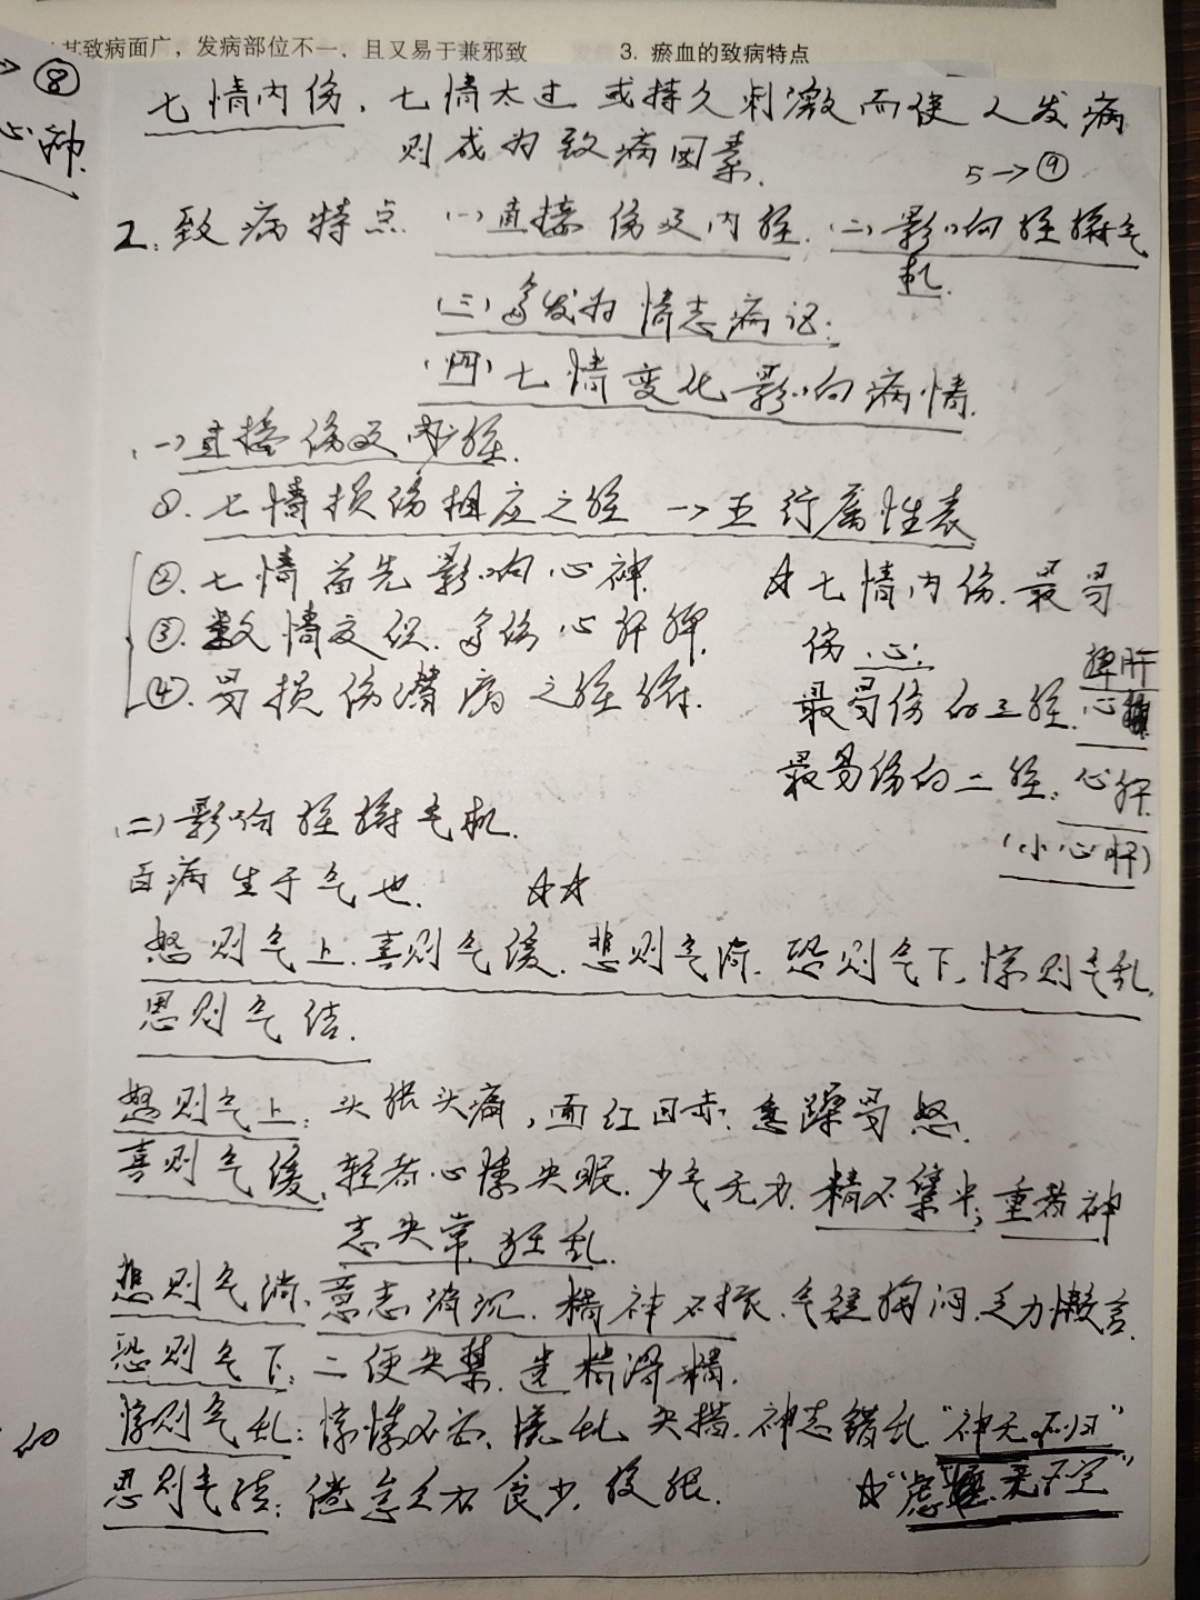 其致病面广，发病部位不一，且又易于兼邪致
3. 瘀血的致病特点
⑧
心神.
七情内伤，七情太过或持久刺激而使人发病
则成为致病因素.
5→⑨
2. 致病特点 (一)直接伤及内脏. (二)影响脏腑气
机.
(三)多发为情志病证:
(四)七情变化影响病情.
(一)直接伤及内脏.
①. 七情损伤相应之脏 →五行属性表
②. 七情首先影响心神.
③. 数情交织. 多伤心肝脾.
④. 易损伤潜病之脏腑.
☆七情内伤. 最易
伤心.
最易伤的三脏. 脾肝
心
最易伤的二脏: 心肝.
(小心肝)
(二)影响脏腑气机.
百病生于气也. ☆☆
怒则气上. 喜则气缓. 悲则气消. 恐则气下. 惊则气乱.
思则气结.
怒则气上: 头胀头痛, 面红目赤. 急躁易怒.
喜则气缓, 轻者心悸失眠. 少气无力. 精不集中; 重者神
志失常. 狂乱.
悲则气消, 意志消沉. 精神不振. 气短胸闷. 乏力懒言.
恐则气下: 二便失禁. 遗精滑精.
惊则气乱: 惊悸不安、慌乱失措. 神志错乱 “神无所归”
思则气结: 倦怠乏力 食少. 腹胀. ☆“虑无所定”